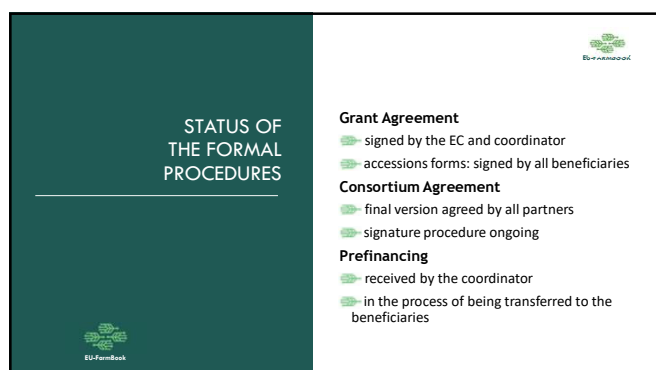 STATUS OF
THE FORMAL
PROCEDURES
EU-FarmBook
EU-FARMBOOK
Grant Agreement
signed by the EC and coordinator
accessions forms: signed by all beneficiaries
Consortium Agreement
final version agreed by all partners
signature procedure ongoing
Prefinancing
received by the coordinator
in the process of being transferred to the
beneficiaries